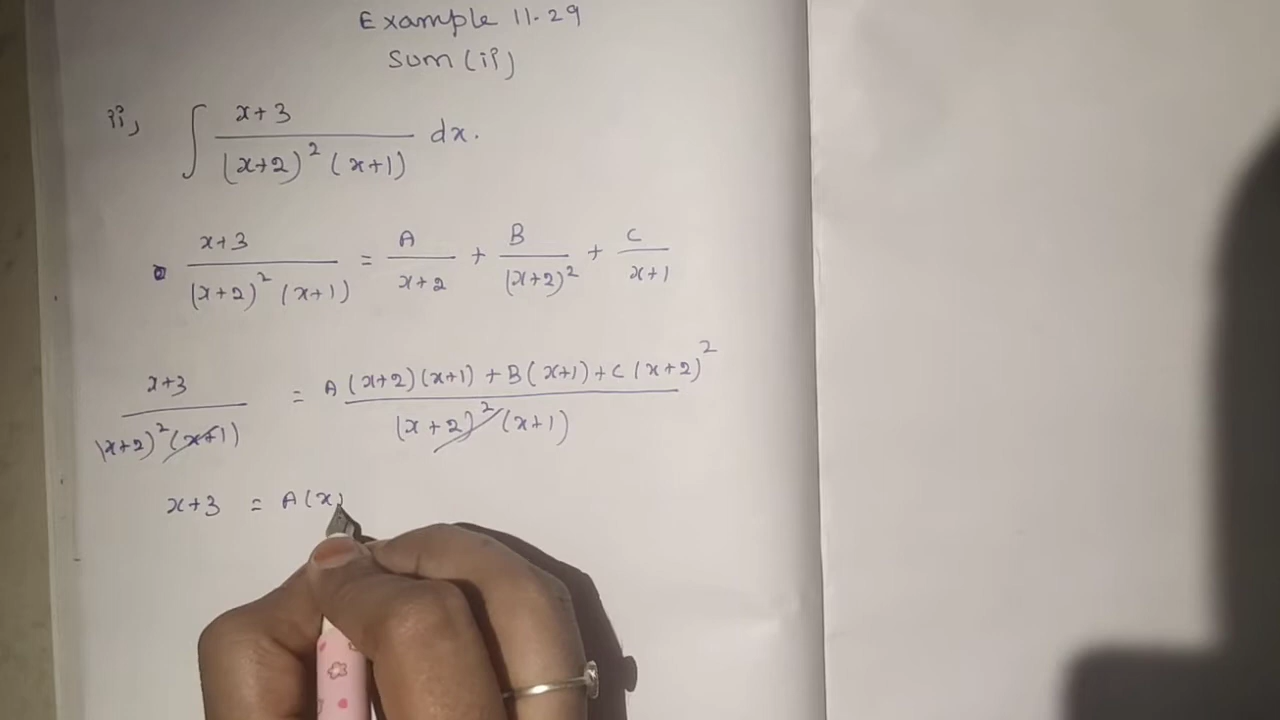 Example 11.29
Sum (ii)
ii, ∫ x+3 / (x+2)² (x+1) dx.
x+3 / (x+2)² (x+1) = A / x+2 + B / (x+2)² + C / x+1
x+3 / (x+2)² (x+1) = A (x+2) (x+1) + B (x+1) + C (x+2)² / (x+2)² (x+1)
x+3 = A (x